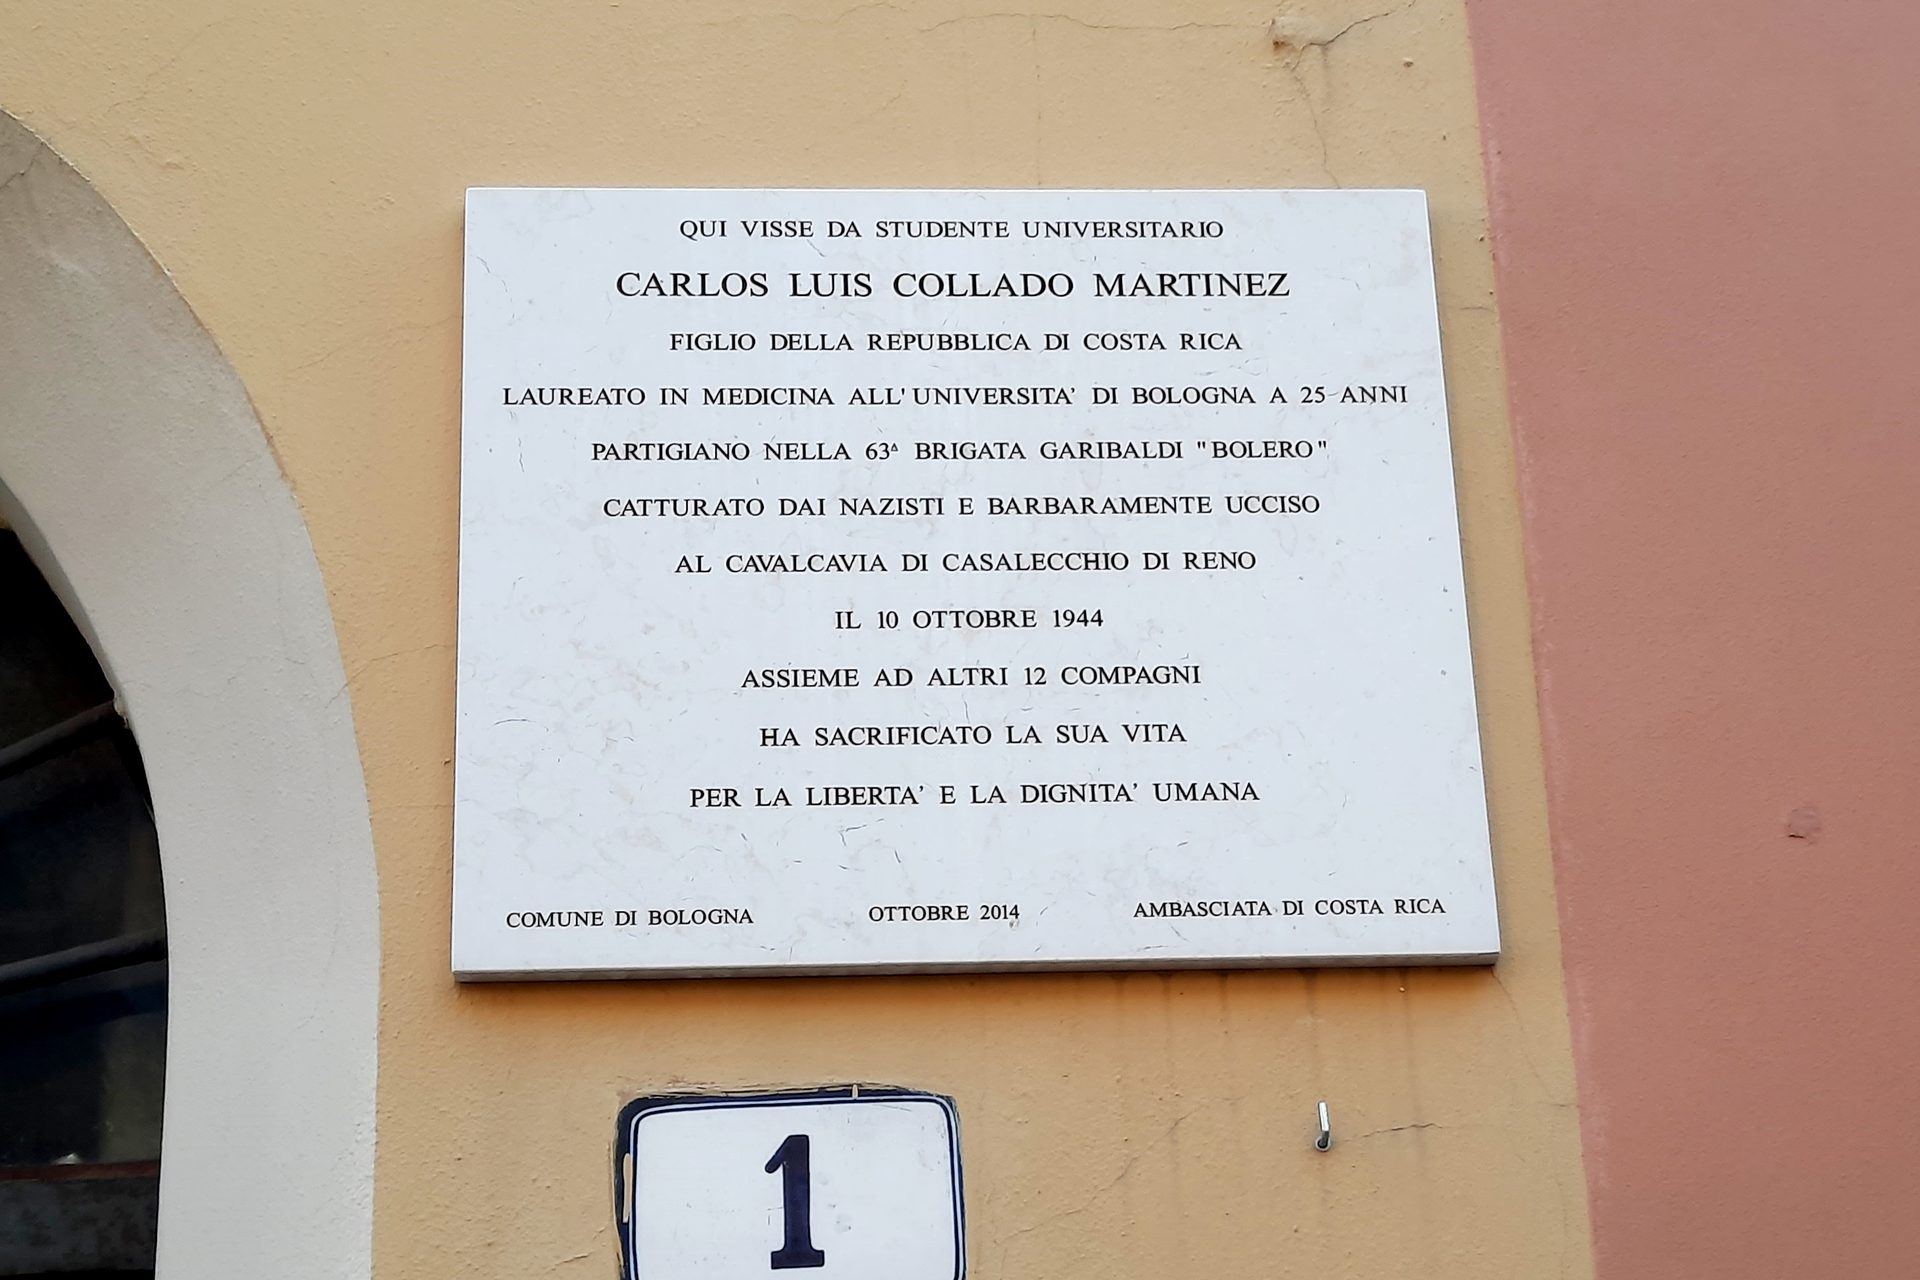 QUI VISSE DA STUDENTE UNIVERSITARIO
CARLOS LUIS COLLADO MARTINEZ
FIGLIO DELLA REPUBBLICA DI COSTA RICA
LAUREATO IN MEDICINA ALL'UNIVERSITA' DI BOLOGNA A 25 ANNI
PARTIGIANO NELLA 63ᴬ BRIGATA GARIBALDI "BOLERO"
CATTURATO DAI NAZISTI E BARBARAMENTE UCCISO
AL CAVALCAVIA DI CASALECCHIO DI RENO
IL 10 OTTOBRE 1944
ASSIEME AD ALTRI 12 COMPAGNI
HA SACRIFICATO LA SUA VITA
PER LA LIBERTA' E LA DIGNITA' UMANA
COMUNE DI BOLOGNA OTTOBRE 2014 AMBASCIATA DI COSTA RICA
1